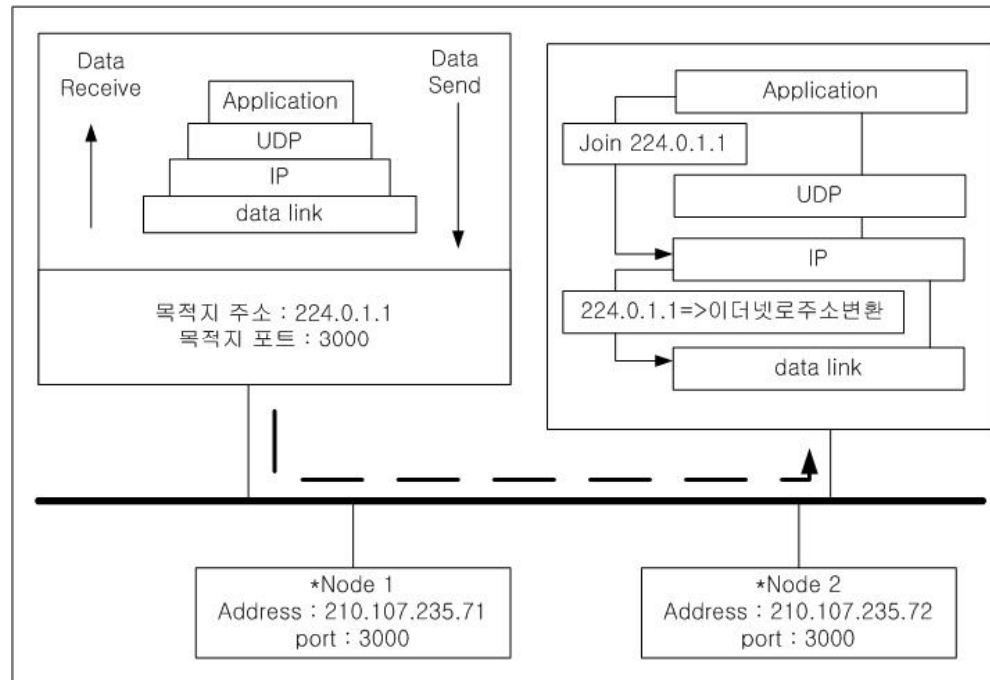 Data
Receive
Data
Send
Application
UDP
IP
data link
목적지 주소 : 224.0.1.1
목적지 포트 : 3000
Application
Join 224.0.1.1
UDP
IP
224.0.1.1=>이더넷로주소변환
data link
*Node 1
Address : 210.107.235.71
port : 3000
*Node 2
Address : 210.107.235.72
port : 3000